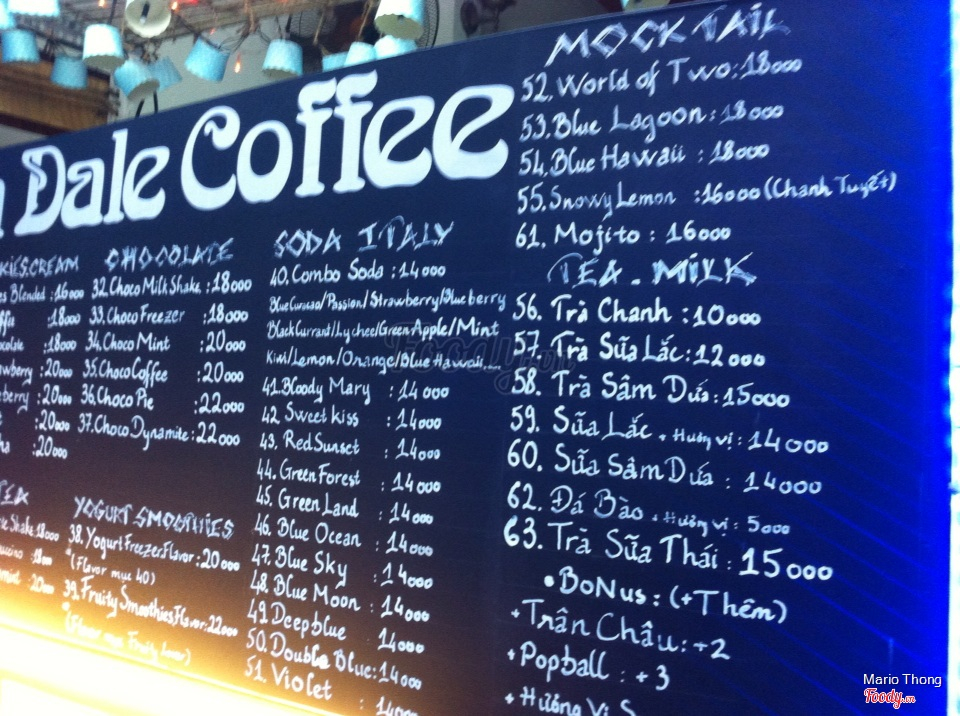 Dale Coffee
CHOCOLATE
32.Choco Milk Shake :18000
33.Choco Freezer :18000
34.Choco Mint :20000
35.Choco Coffee :20000
36.Choco Pie :22000
37.Choco Dynamite:22000
YOGURT SMOOTHIES
38.Yogurt Freezer Flavor:20000
(Flavor mục 40)
39.Fruity Smoothies Flavor:22000
SODA ITALY
40.Combo Soda :14000
Blue Curacao/Passion/Strawberry/Blueberry
Black Currant/Lychee/Green Apple/Mint
Kiwi/Lemon/Orange/Blue Hawaii....
41.Bloody Mary :14000
42 Sweet kiss :14000
43. Red Sunset :14000
44. Green Forest :14000
45. Green Land :14000
46. Blue Ocean :14000
47. Blue Sky :14000
48. Blue Moon :14000
49 Deep blue :14000
50.Double Blue:14000
51. Violet :14000
MOCKTAIL
52. World of Two:18000
53.Blue Lagoon:18000
54.Blue Hawaii :18000
55.Snowy Lemon :16000(Chanh Tuyết)
61. Mojito : 16000
TEA.MILK
56. Trà Chanh :10000
57. Trà Sữa Lắc:12000
58. Trà Sâm Dứa:15000
59. Sữa Lắc + Hương vị:14000
60. Sữa Sâm Dứa : 14000
62. Đá Bào + Hương vị: 5000
63.Trà Sữa Thái: 15000
•BoNus: (+Thêm)
+Trân Châu:+2
+Popball : +3
+ Hương Vị 5
Mario Thong
Foody.vn